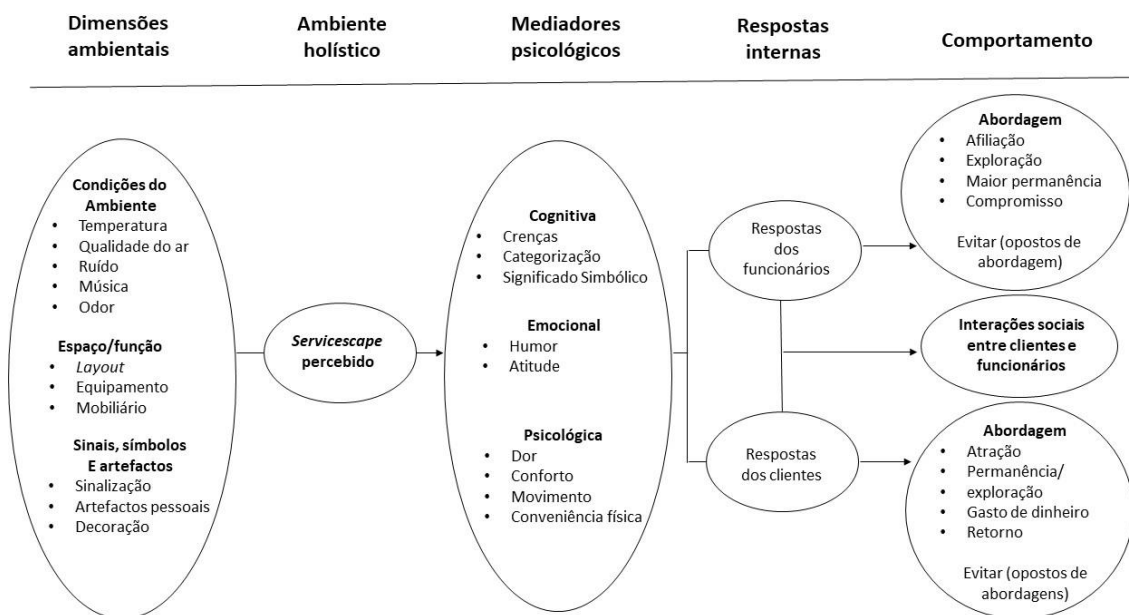 Dimensões
ambientais
Ambiente
holístico
Mediadores
psicológicos
Respostas
internas
Comportamento
Condições do
Ambiente
• Temperatura
• Qualidade do ar
• Ruído
• Música
• Odor
Espaço/função
• Layout
• Equipamento
• Mobiliário
Sinais, símbolos
E artefactos
• Sinalização
• Artefactos pessoais
• Decoração
Servicescape
percebido
Cognitiva
• Crenças
• Categorização
• Significado Simbólico
Emocional
• Humor
• Atitude
Psicológica
• Dor
• Conforto
• Movimento
• Conveniência física
Respostas
dos
funcionários
Respostas
dos clientes
Abordagem
• Afiliação
• Exploração
• Maior permanência
• Compromisso
Evitar (opostos de
abordagem)
Interações sociais
entre clientes e
funcionários
Abordagem
• Atração
• Permanência/
• exploração
• Gasto de dinheiro
• Retorno
Evitar (opostos de
abordagens)